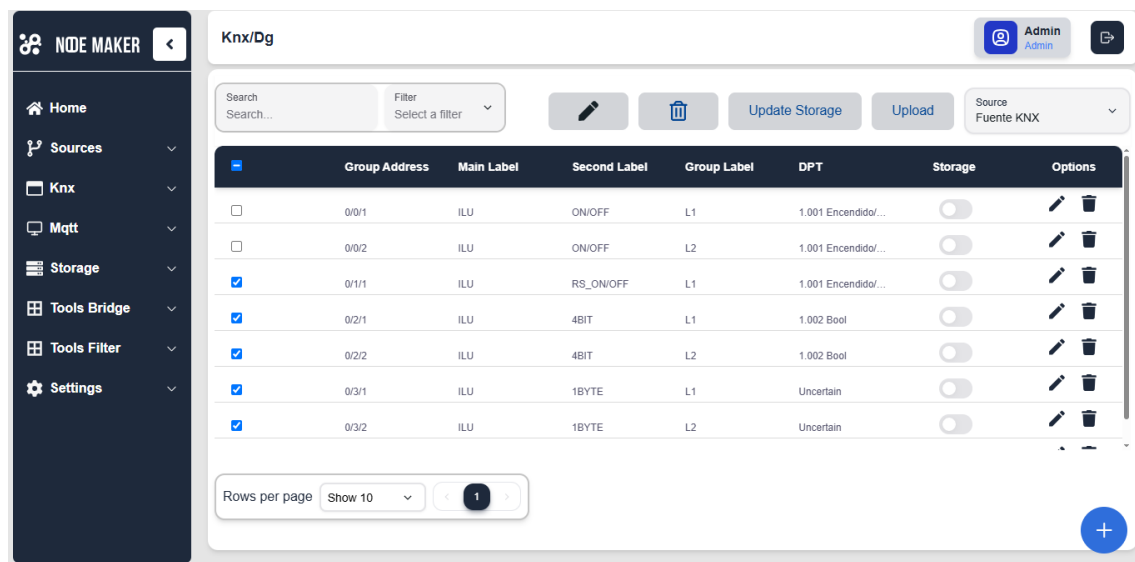 NODE MAKER
Knx/Dg
Admin
Admin
Home
Sources
Knx
Mqtt
Storage
Tools Bridge
Tools Filter
Settings
Search
Search...
Filter
Select a filter
Update Storage
Upload
Source
Fuente KNX
Group Address Main Label Second Label Group Label DPT Storage Options
0/0/1 ILU ON/OFF L1 1.001 Encendido/...
0/0/2 ILU ON/OFF L2 1.001 Encendido/...
0/1/1 ILU RS_ON/OFF L1 1.001 Encendido/...
0/2/1 ILU 4BIT L1 1.002 Bool
0/2/2 ILU 4BIT L2 1.002 Bool
0/3/1 ILU 1BYTE L1 Uncertain
0/3/2 ILU 1BYTE L2 Uncertain
Rows per page Show 10 1